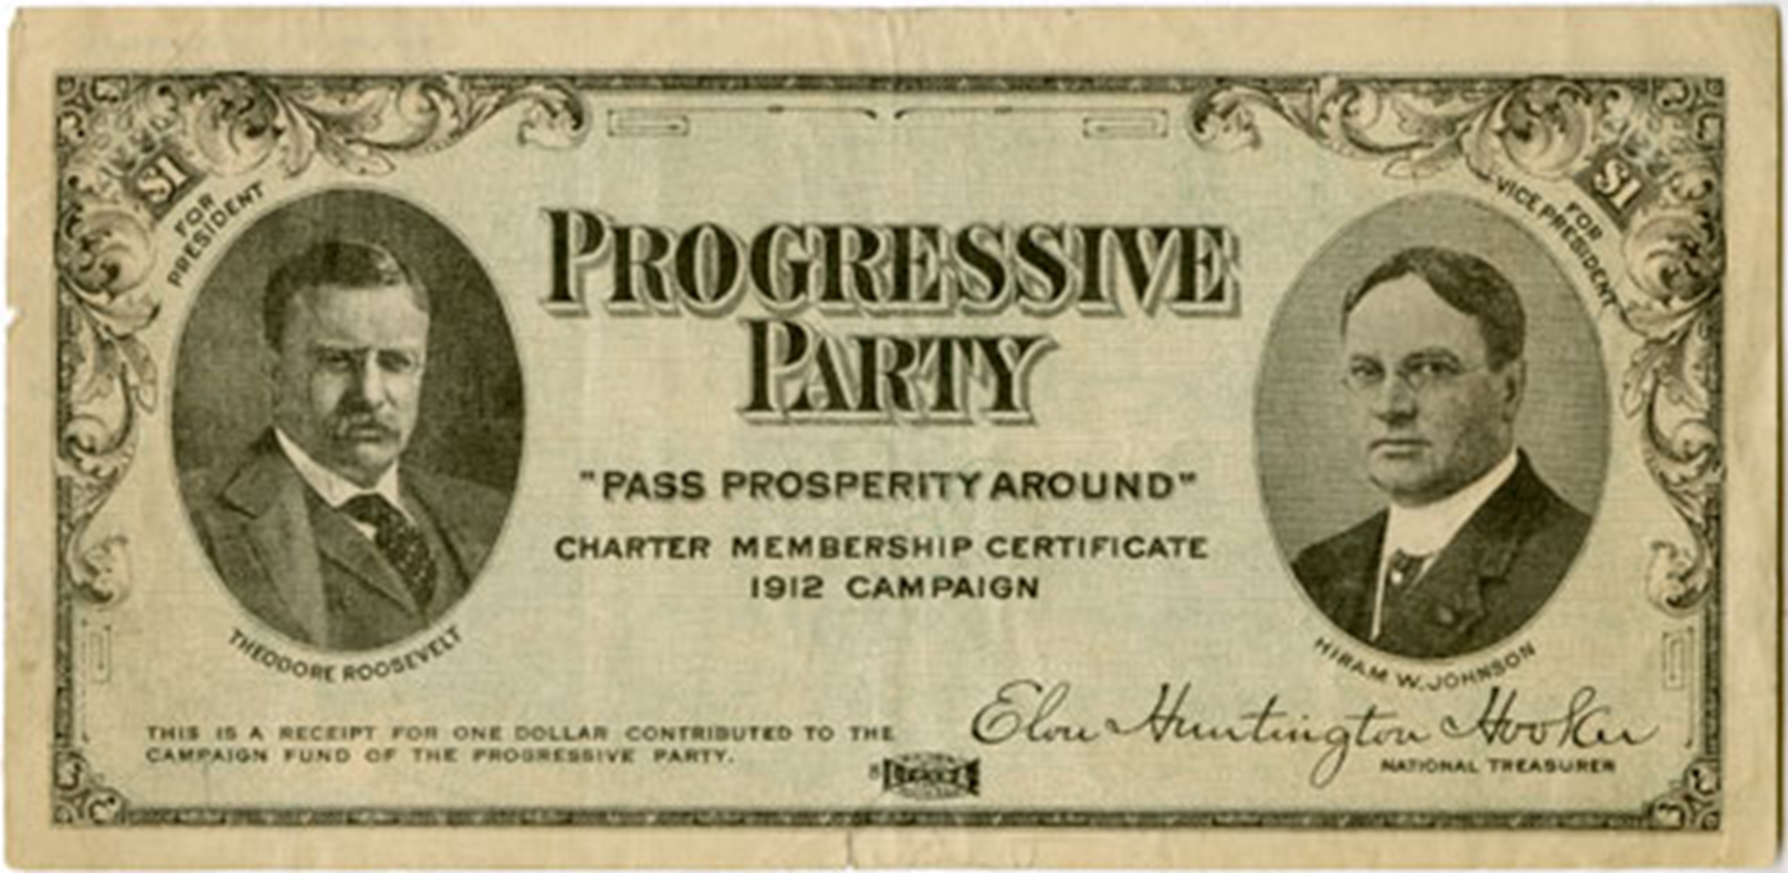 $1
FOR
PRESIDENT
$1
FOR
VICE PRESIDENT
PROGRESSIVE
PARTY
"PASS PROSPERITY AROUND"
CHARTER MEMBERSHIP CERTIFICATE
1912 CAMPAIGN
THEODORE ROOSEVELT
HIRAM W. JOHNSON
THIS IS A RECEIPT FOR ONE DOLLAR CONTRIBUTED TO THE
CAMPAIGN FUND OF THE PROGRESSIVE PARTY.
Elon Huntington Hooker
NATIONAL TREASURER